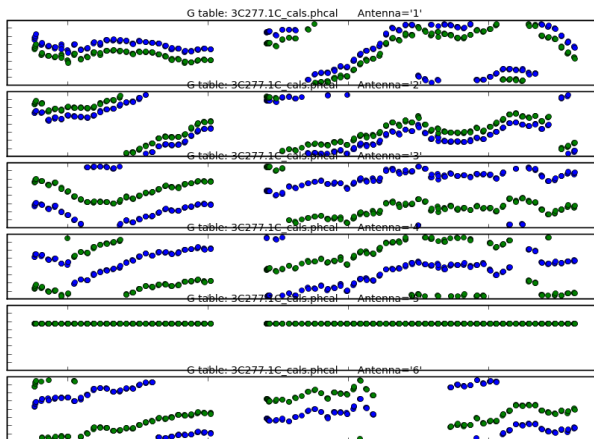 G table: 3C277.1C_cals.phcal Antenna='1'
G table: 3C277.1C_cals.phcal Antenna='2'
G table: 3C277.1C_cals.phcal Antenna='3'
G table: 3C277.1C_cals.phcal Antenna='4'
G table: 3C277.1C_cals.phcal Antenna='5'
G table: 3C277.1C_cals.phcal Antenna='6'